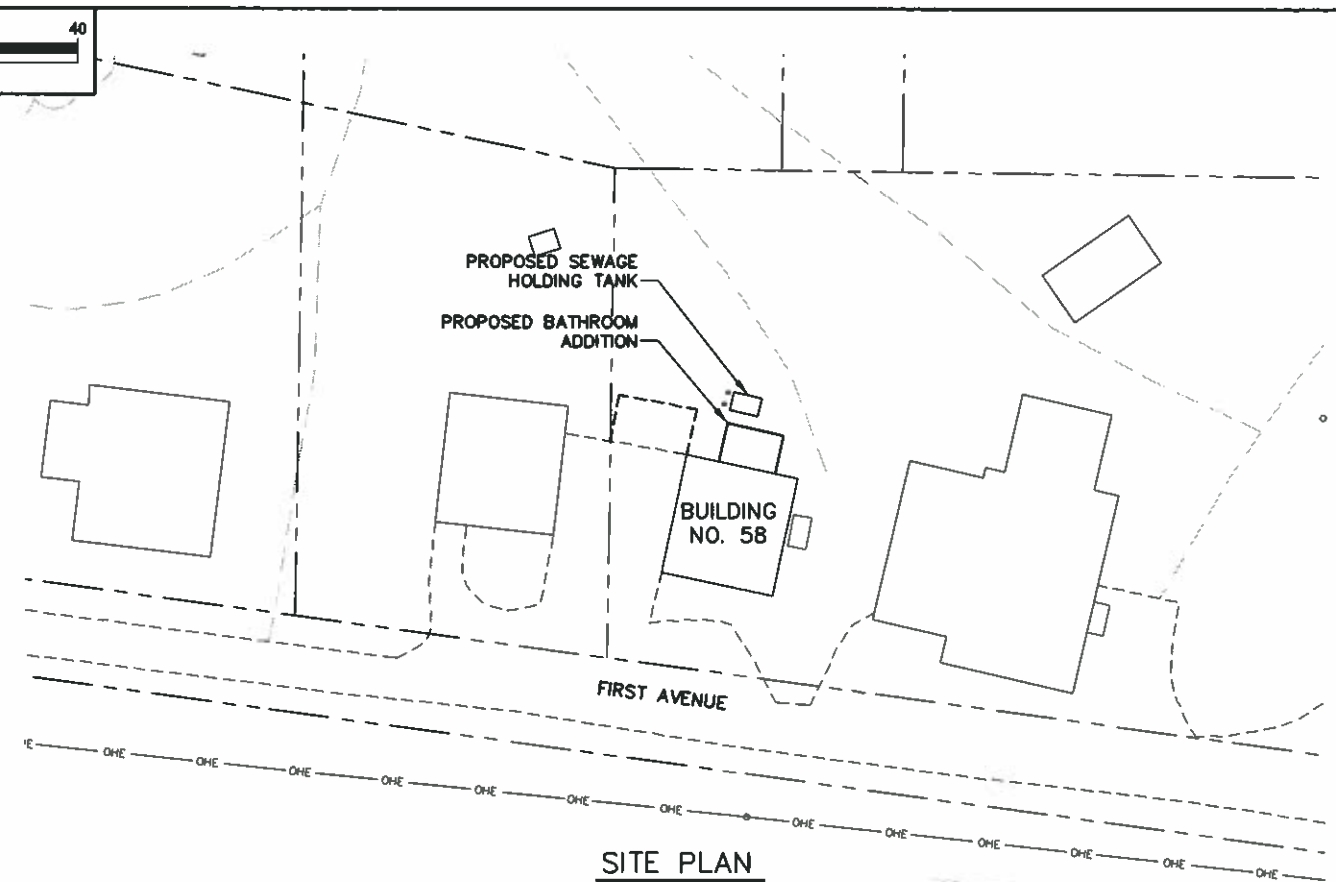 40
PROPOSED SEWAGE
HOLDING TANK
PROPOSED BATHROOM
ADDITION
BUILDING
NO. 58
FIRST AVENUE
OHE OHE OHE OHE OHE OHE OHE OHE OHE OHE OHE OHE OHE
SITE PLAN